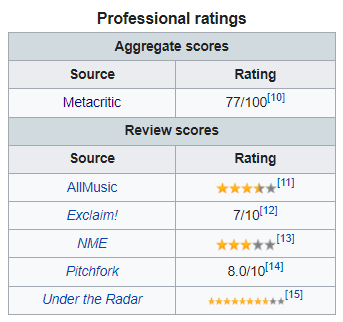 Professional ratings
Aggregate scores
Source Rating
Metacritic 77/100[10]
Review scores
Source Rating
AllMusic [11]
Exclaim! 7/10[12]
NME [13]
Pitchfork 8.0/10[14]
Under the Radar [15]